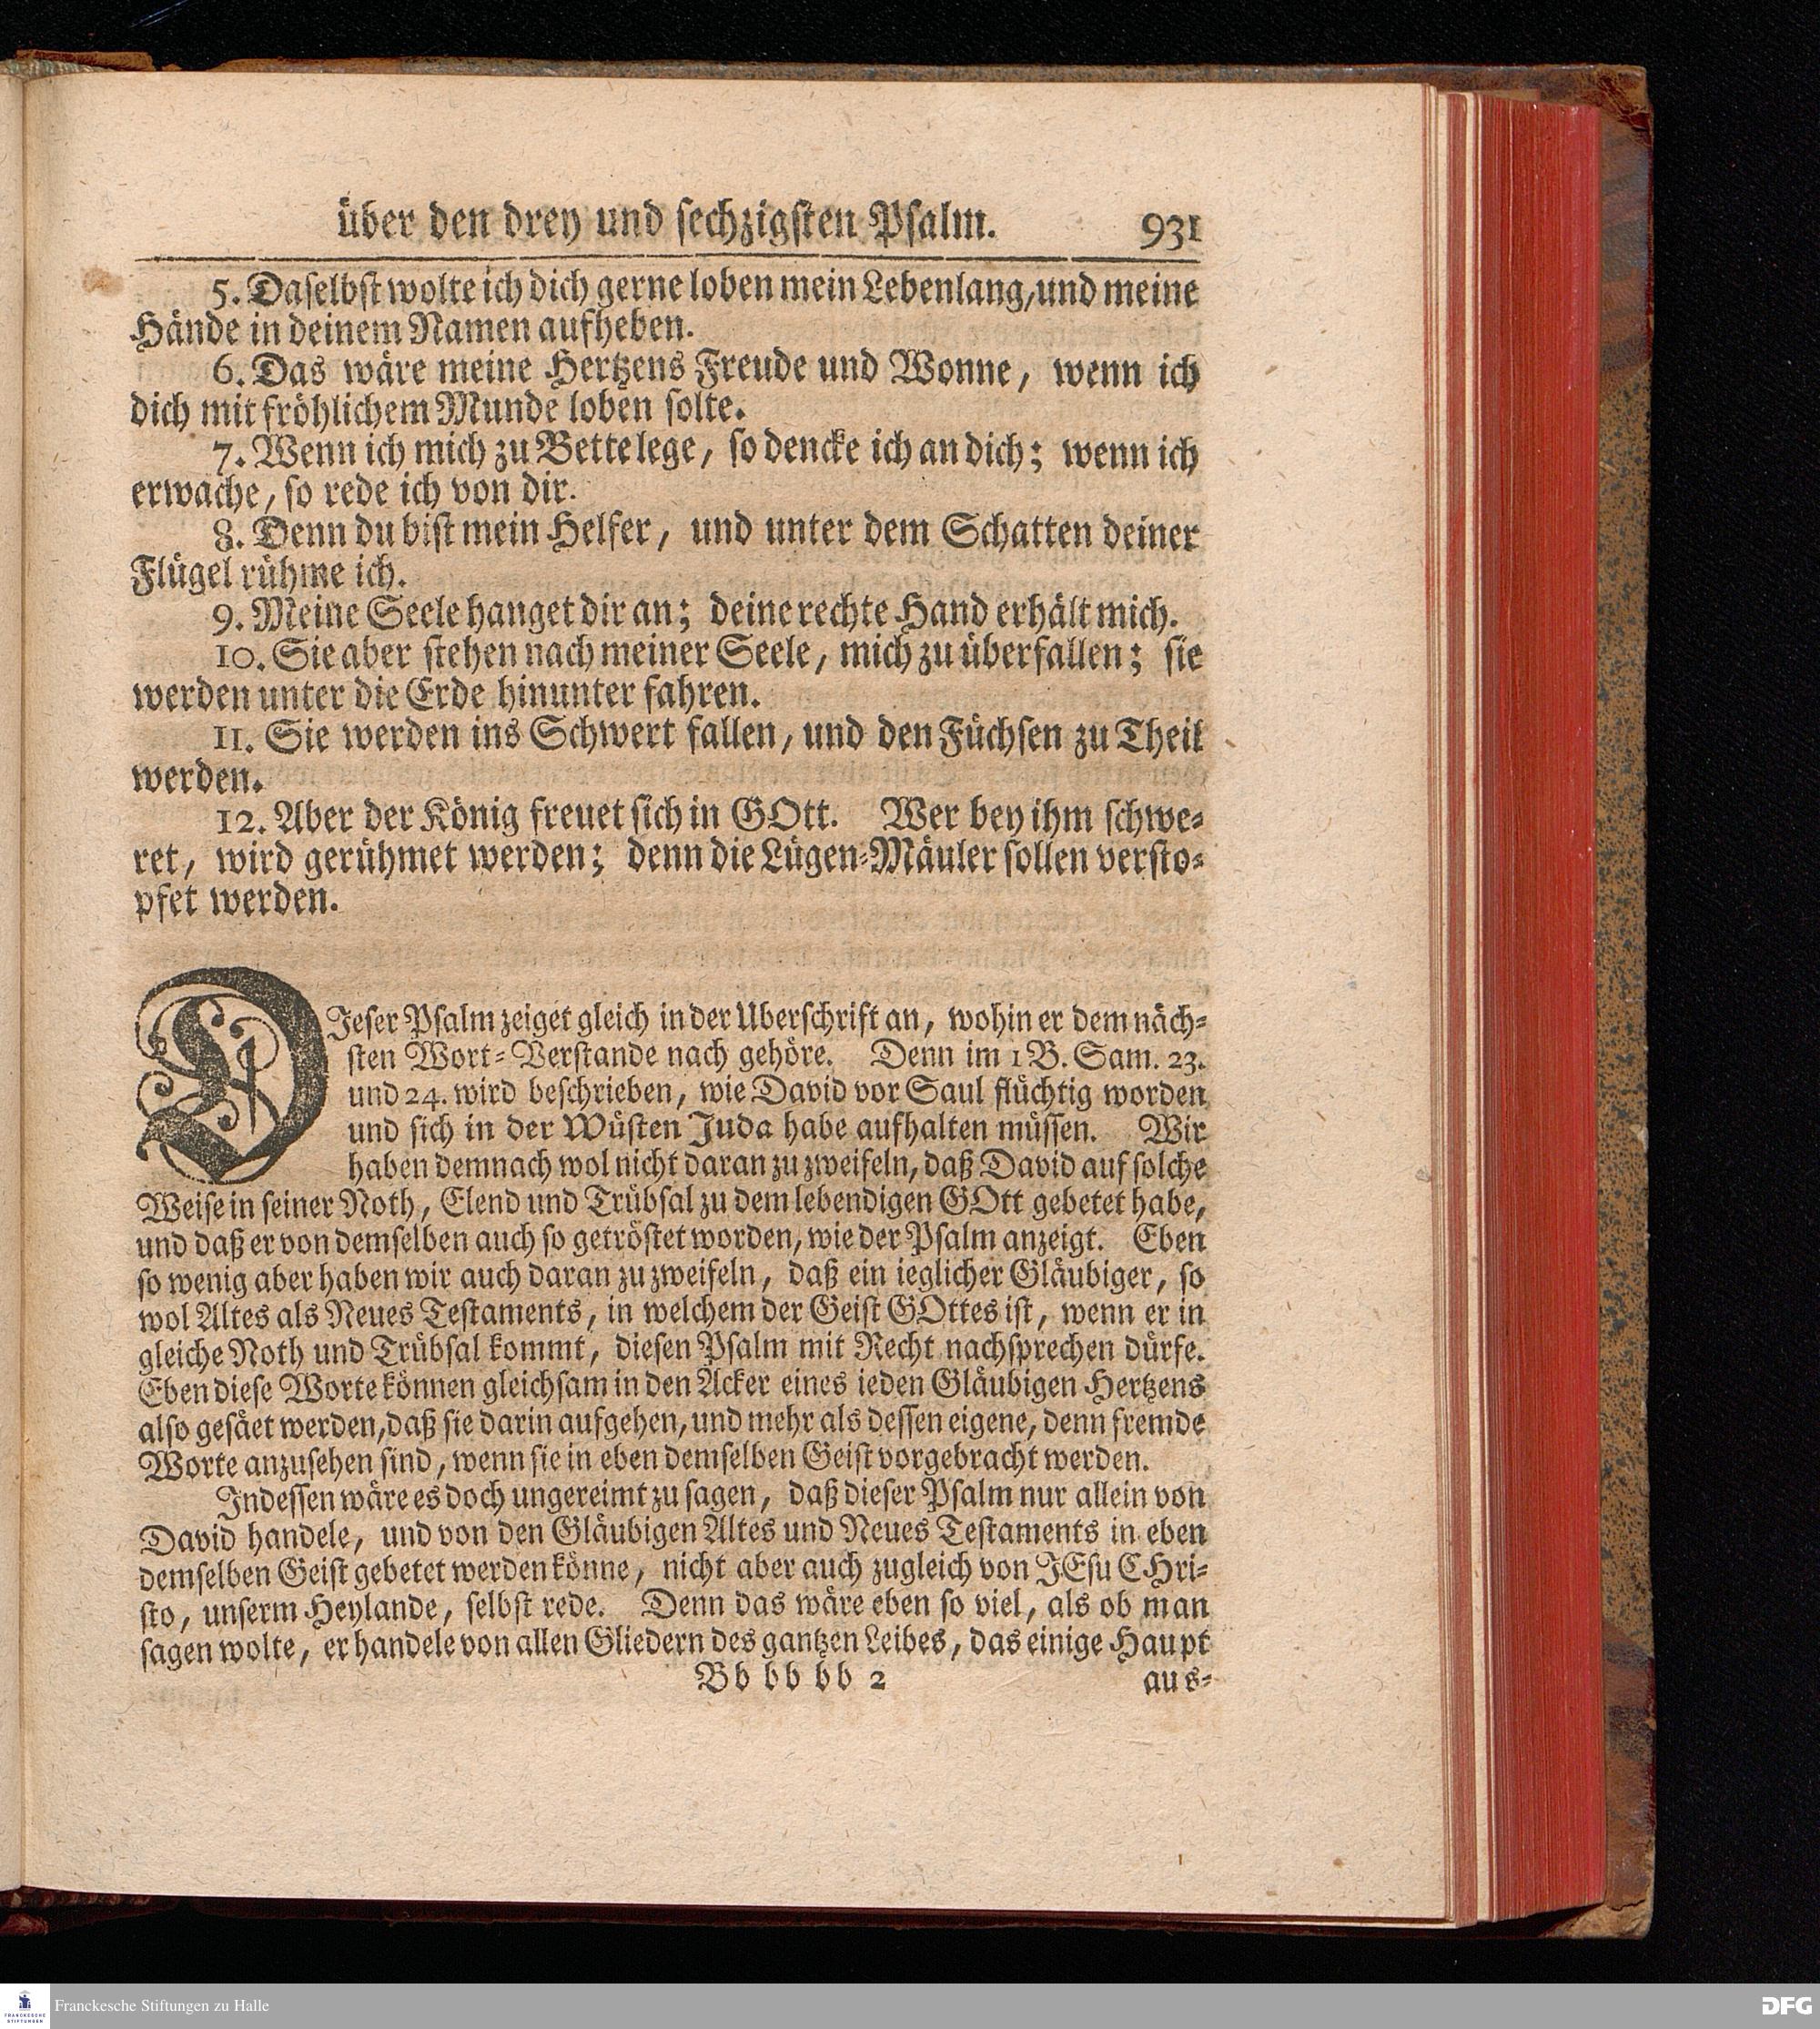 über den drey und sechzigsten Psalm. 931
5. Daselbst wolte ich dich gerne loben mein Lebenlang, und meine
Hände in deinem Namen aufheben.
6. Das wäre meine Hertzens Freude und Wonne, wenn ich
dich mit fröhlichem Munde loben solte.
7. Wenn ich mich zu Bette lege, so dencke ich an dich; wenn ich
erwache, so rede ich von dir.
8. Denn du bist mein Helfer, und unter dem Schatten deiner
Flügel rühme ich.
9. Meine Seele hanget dir an; deine rechte Hand erhält mich.
10. Sie aber stehen nach meiner Seele, mich zu überfallen; sie
werden unter die Erde hinunter fahren.
11. Sie werden ins Schwert fallen, und den Füchsen zu Theil
werden.
12. Aber der König freuet sich in GOtt. Wer bey ihm schwe-
ret, wird gerühmet werden; denn die Lügen-Mäuler sollen versto-
pfet werden.
DIeser Psalm zeiget gleich in der Uberschrift an, wohin er dem näch-
sten Wort-Verstande nach gehöre. Denn im 1 B. Sam. 23.
und 24. wird beschrieben, wie David vor Saul flüchtig worden
und sich in der Wüsten Juda habe aufhalten müssen. Wir
haben demnach wol nicht daran zu zweifeln, daß David auf solche
Weise in seiner Noth, Elend und Trübsal zu dem lebendigen GOtt gebetet habe,
und daß er von demselben auch so getröstet worden, wie der Psalm anzeigt. Eben
so wenig aber haben wir auch daran zu zweifeln, daß ein ieglicher Gläubiger, so
wol Altes als Neues Testaments, in welchem der Geist GOttes ist, wenn er in
gleiche Noth und Trübsal kommt, diesen Psalm mit Recht nachsprechen dürfe.
Eben diese Worte können gleichsam in den Acker eines ieden Gläubigen Hertzens
also gesäet werden, daß sie darin aufgehen, und mehr als dessen eigene, denn fremde
Worte anzusehen sind, wenn sie in eben demselben Geist vorgebracht werden.
Indessen wäre es doch ungereimt zu sagen, daß dieser Psalm nur allein von
David handele, und von den Gläubigen Altes und Neues Testaments in eben
demselben Geist gebetet werden könne, nicht aber auch zugleich von JEsu CHri-
sto, unserm Heylande, selbst rede. Denn das wäre eben so viel, als ob man
sagen wolte, er handele von allen Gliedern des gantzen Leibes, das einige Haupt
Bb bb bb 2 aus-
FRANCKESCHE STIFTUNGEN
Franckesche Stiftungen zu Halle
DFG